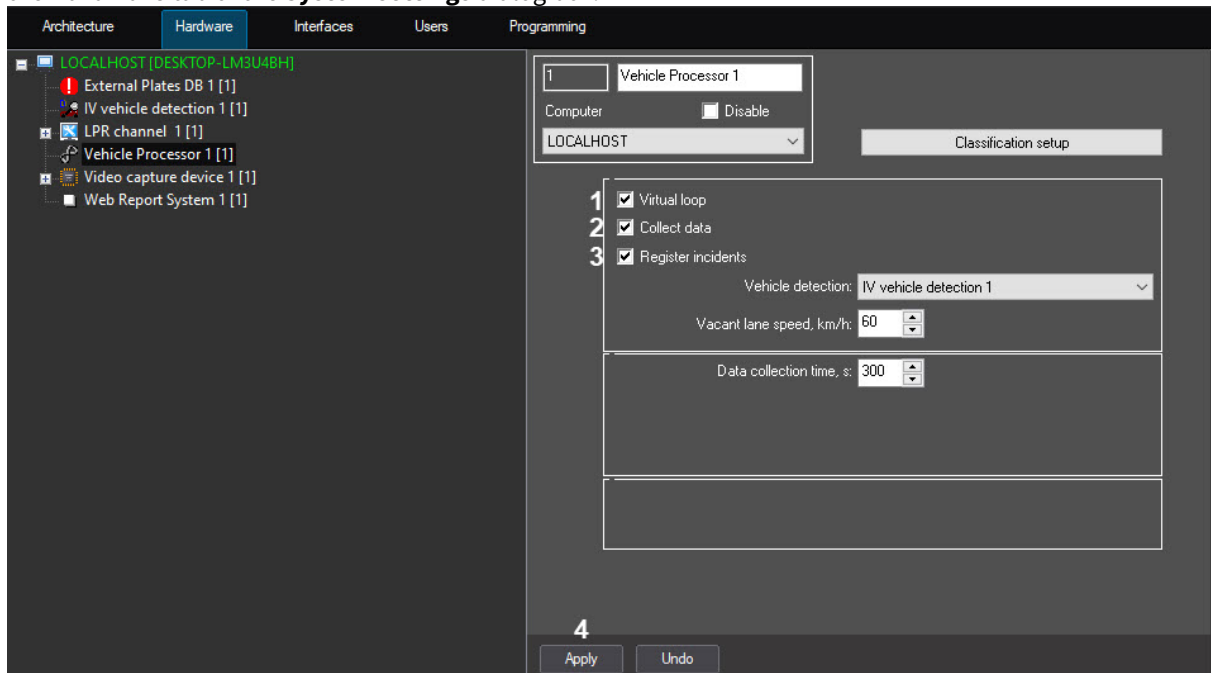 Architecture Hardware Interfaces Users Programming
LOCALHOST [DESKTOP-LM3U4BH]
External Plates DB 1 [1]
IV vehicle detection 1 [1]
LPR channel 1 [1]
Vehicle Processor 1 [1]
Video capture device 1 [1]
Web Report System 1 [1]
1 Vehicle Processor 1
Computer Disable
LOCALHOST
Classification setup
1 Virtual loop
2 Collect data
3 Register incidents
Vehicle detection: IV vehicle detection 1
Vacant lane speed, km/h: 60
Data collection time, s: 300
4
Apply Undo